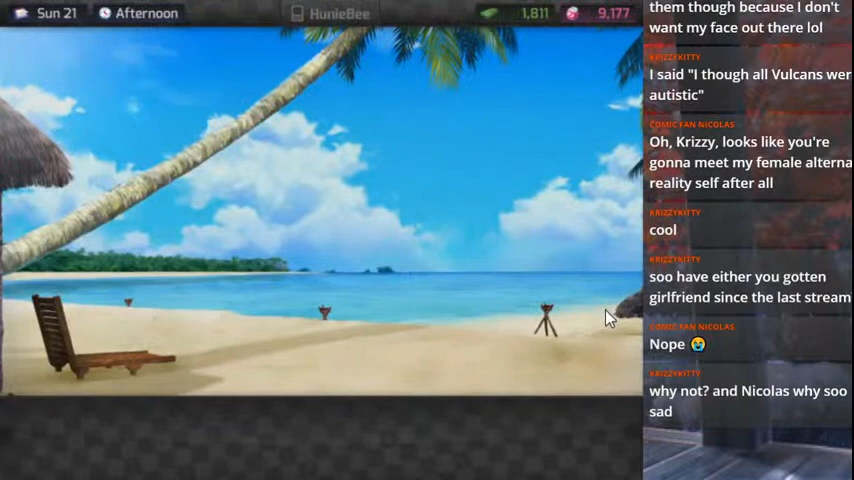 Sun 21 Afternoon HunieBee 1,811 9,177
them though because I don't
want my face out there lol
KRIZZYKITTY
I said "I though all Vulcans wer
autistic"
COMIC FAN NICOLAS
Oh, Krizzy, looks like you're
gonna meet my female alterna
reality self after all
KRIZZYKITTY
cool
KRIZZYKITTY
soo have either you gotten
girlfriend since the last stream
COMIC FAN NICOLAS
Nope 😭
KRIZZYKITTY
why not? and Nicolas why soo
sad